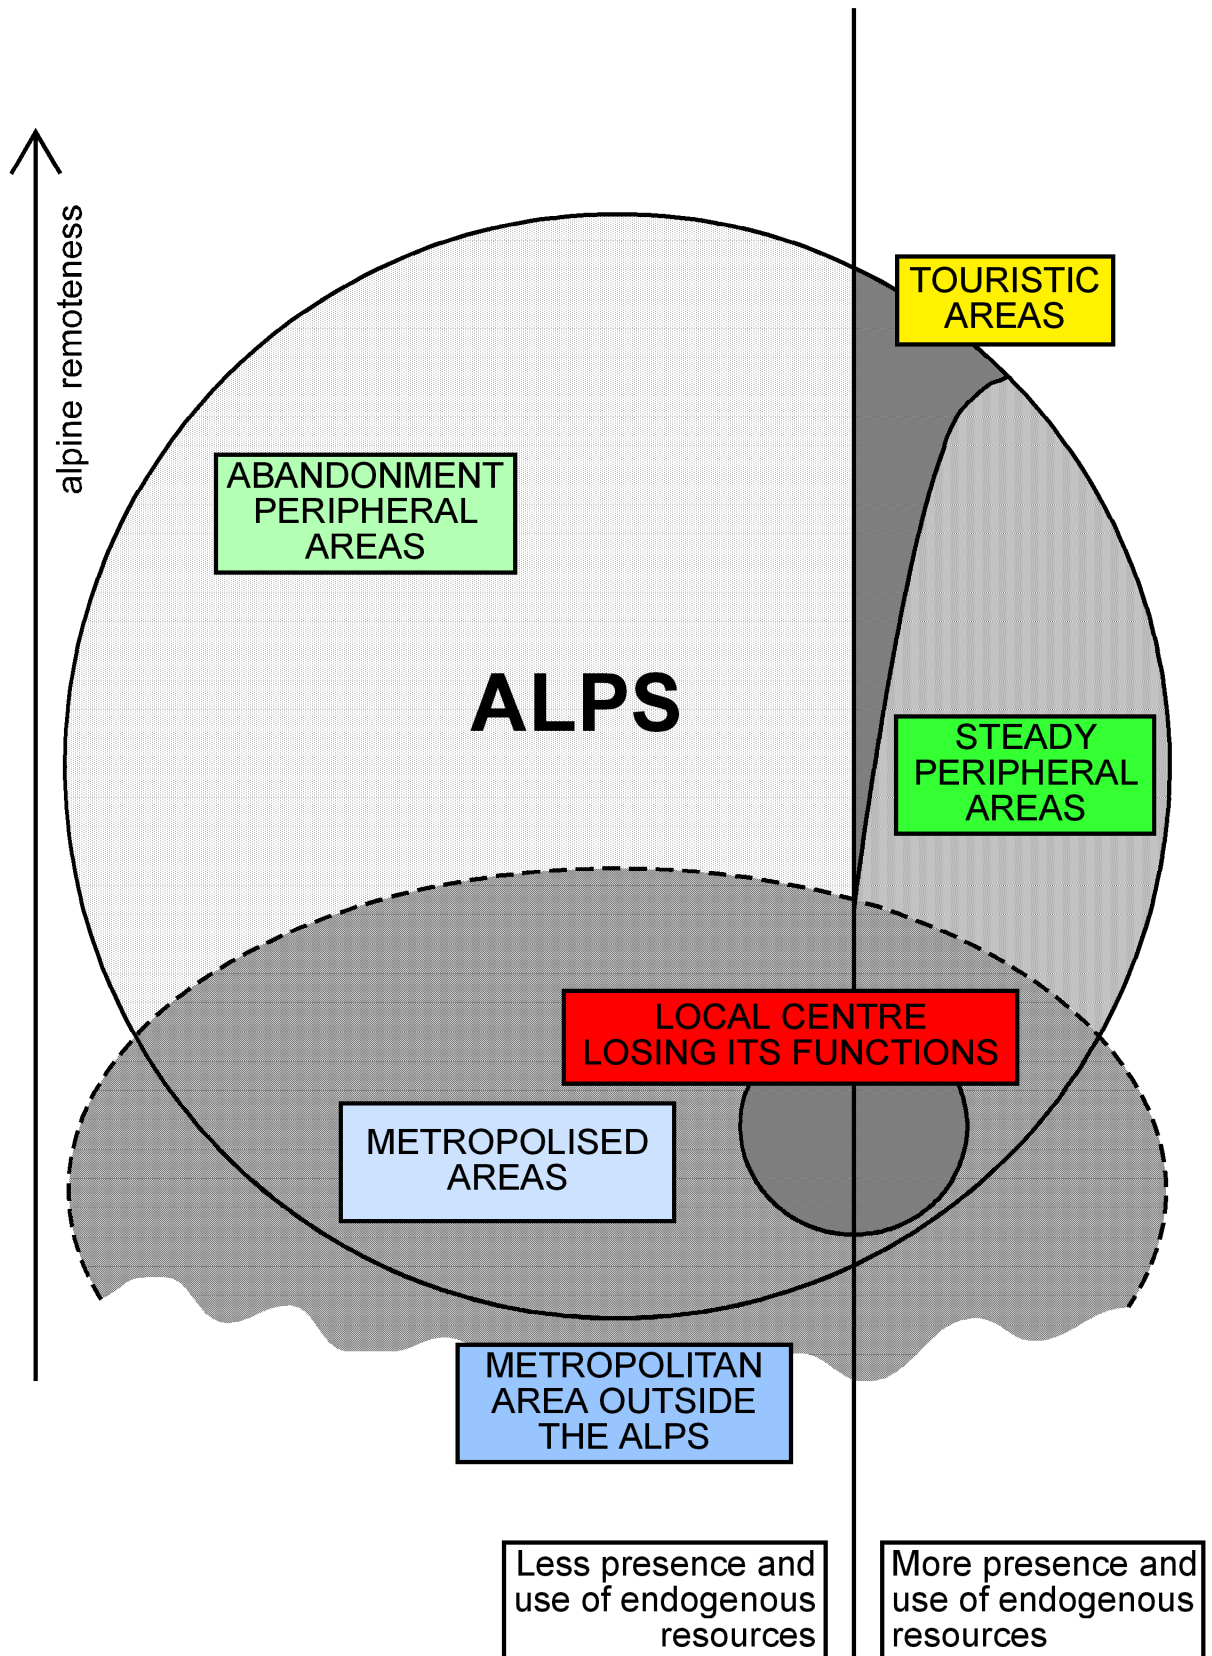 alpine remoteness
TOURISTIC
AREAS
ABANDONMENT
PERIPHERAL
AREAS
ALPS
STEADY
PERIPHERAL
AREAS
LOCAL CENTRE
LOSING ITS FUNCTIONS
METROPOLISED
AREAS
METROPOLITAN
AREA OUTSIDE
THE ALPS
Less presence and
use of endogenous
resources
More presence and
use of endogenous
resources